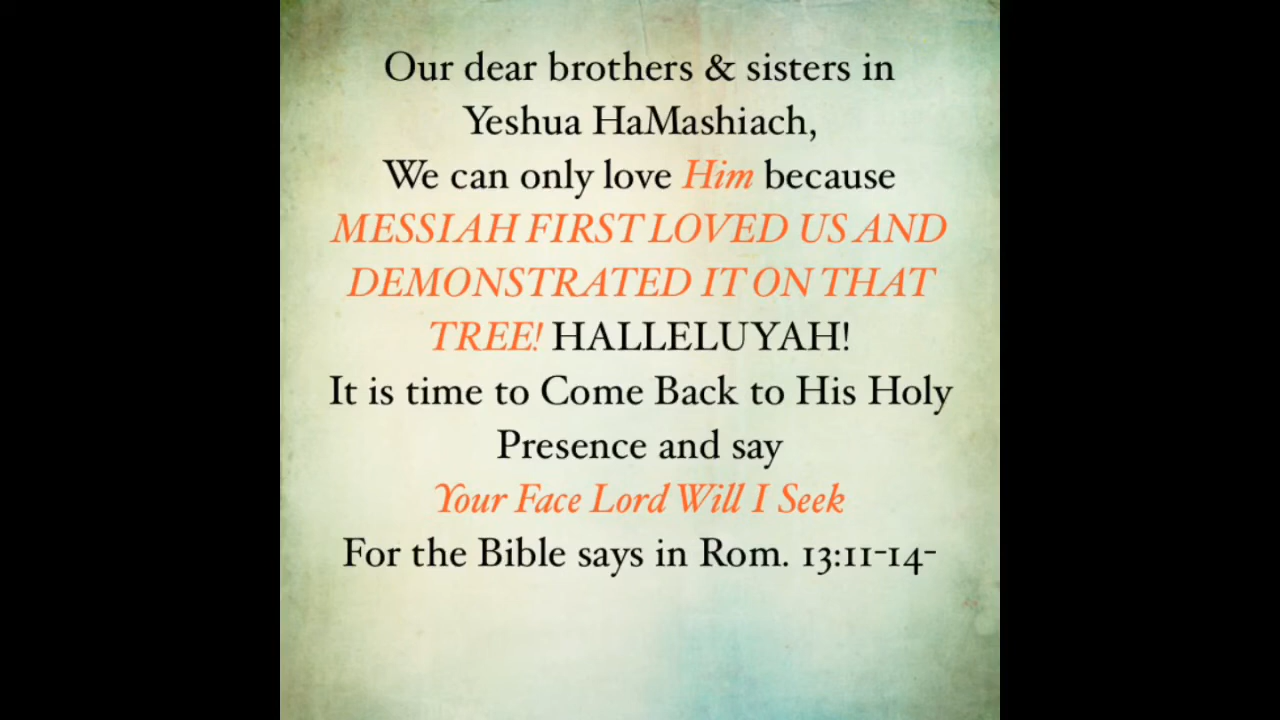 Our dear brothers & sisters in
Yeshua HaMashiach,
We can only love Him because
MESSIAH FIRST LOVED US AND
DEMONSTRATED IT ON THAT
TREE! HALLELUYAH!
It is time to Come Back to His Holy
Presence and say
Your Face Lord Will I Seek
For the Bible says in Rom. 13:11-14-